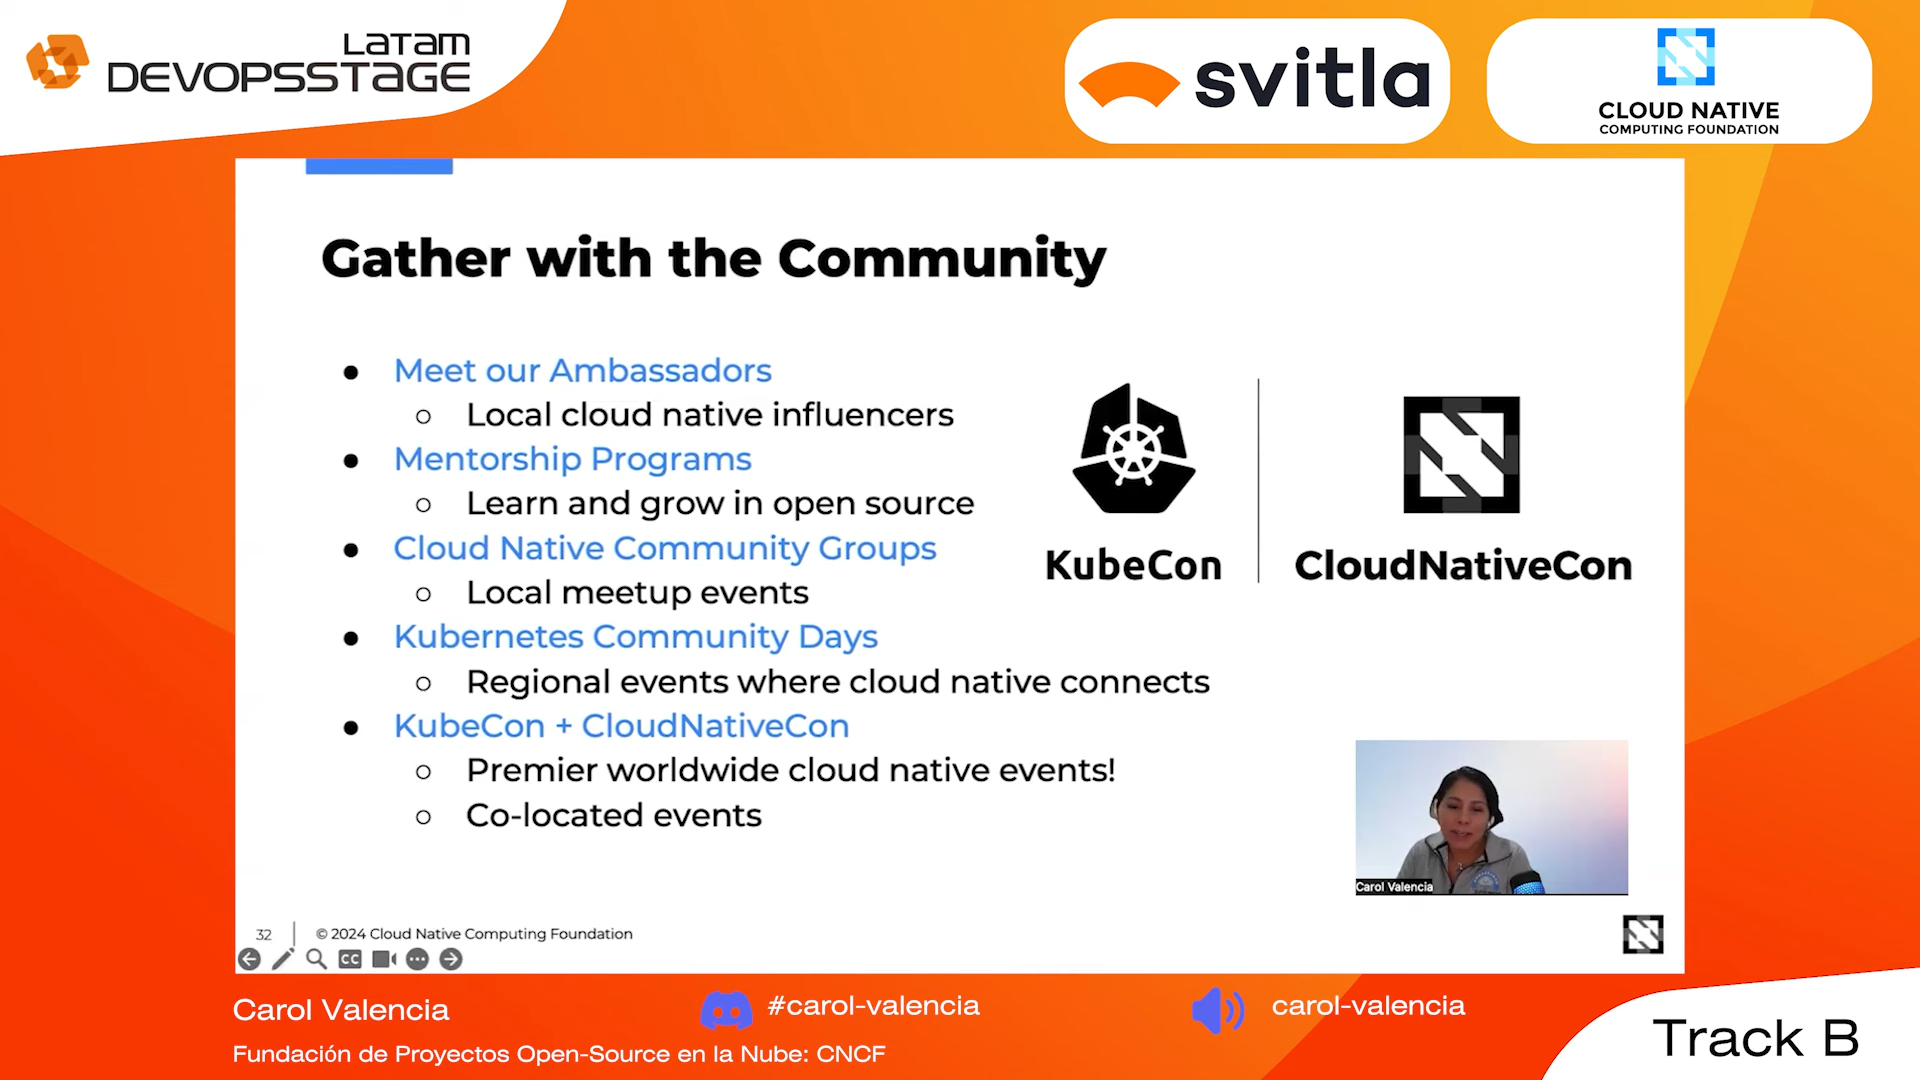 LATAM
DEVOPSSTAGE
svitla
CLOUD NATIVE
COMPUTING FOUNDATION
Gather with the Community
● Meet our Ambassadors
○ Local cloud native influencers
● Mentorship Programs
○ Learn and grow in open source
● Cloud Native Community Groups
○ Local meetup events
● Kubernetes Community Days
○ Regional events where cloud native connects
● KubeCon + CloudNativeCon
○ Premier worldwide cloud native events!
○ Co-located events
KubeCon
CloudNativeCon
Carol Valencia
32
© 2024 Cloud Native Computing Foundation
CC
Carol Valencia
#carol-valencia
carol-valencia
Fundación de Proyectos Open-Source en la Nube: CNCF
Track B